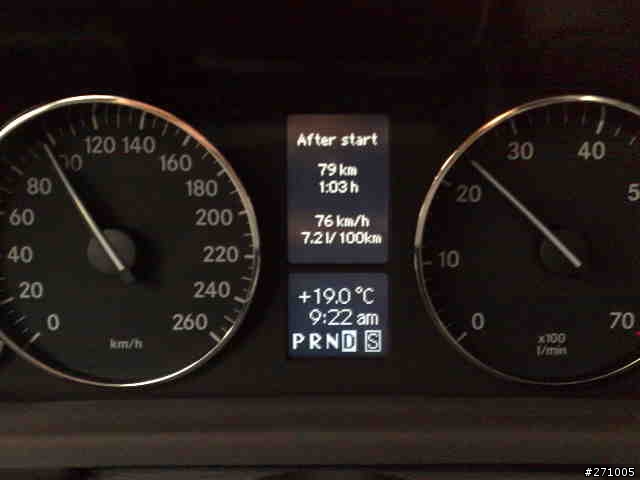 0 20 40 60 80 100 120 140 160 180 200 220 240 260
km/h
After start
79 km
1:03 h
76 km/h
7.2 l/100km
+19.0 °C
9:22 am
P R N D S
0 10 20 30 40 5 70
x100
1/min
#271005